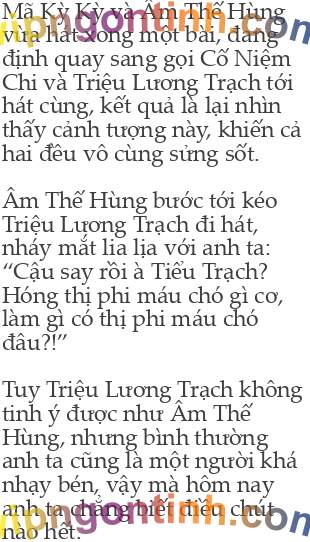 Mã Kỳ Kỳ và Âm Thế Hùng
vừa hát xong một bài, đang
định quay sang gọi Cố Niệm
Chi và Triệu Lương Trạch tới
hát cùng, kết quả là lại nhìn
thấy cảnh tượng này, khiến cả
hai đều vô cùng sửng sốt.
Âm Thế Hùng bước tới kéo
Triệu Lương Trạch đi hát,
nháy mắt lia lịa với anh ta:
“Cậu say rồi à Tiểu Trạch?
Hóng thị phi máu chó gì cơ,
làm gì có thị phi máu chó
đâu?!”
Tuy Triệu Lương Trạch không
tinh ý được như Âm Thế
Hùng, nhưng bình thường
anh ta cũng là một người khá
nhạy bén, vậy mà hôm nay
anh ta chẳng biết điều chút
nào hết.
vpngontinh.com
vpngontinh.com